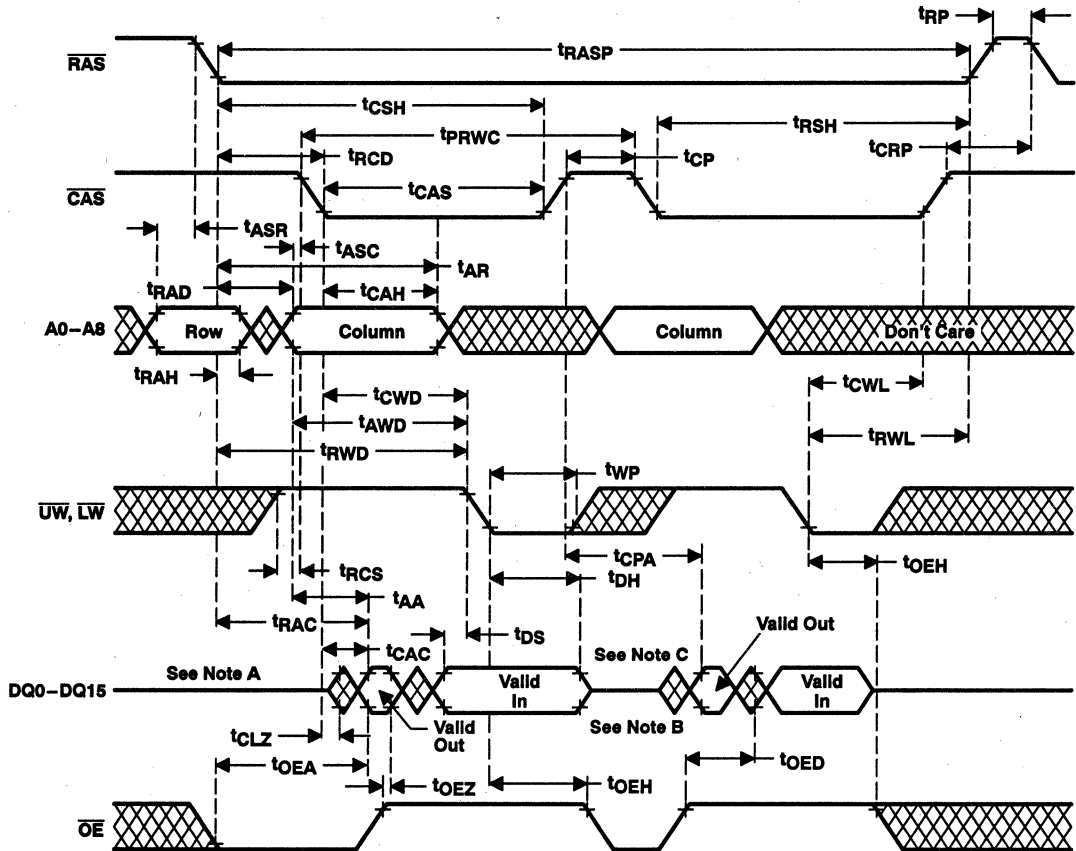 tRP
RAS
tRASP
tCSH
tPRWC
tRSH
tRCD
tCP
tCRP
CAS
tCAS
tASR
tASC
tAR
tRAD
tCAH
A0–A8
Row
Column
Column
Don't Care
tRAH
tCWD
tCWL
tAWD
tRWD
tRWL
tWP
UW, LW
tCPA
tOEH
tRCS
tDH
tAA
tRAC
tDS
Valid Out
tCAC
See Note A
See Note C
DQ0–DQ15
Valid
In
Valid
In
Valid
Out
See Note B
tCLZ
tOEA
tOEZ
tOEH
tOED
OE